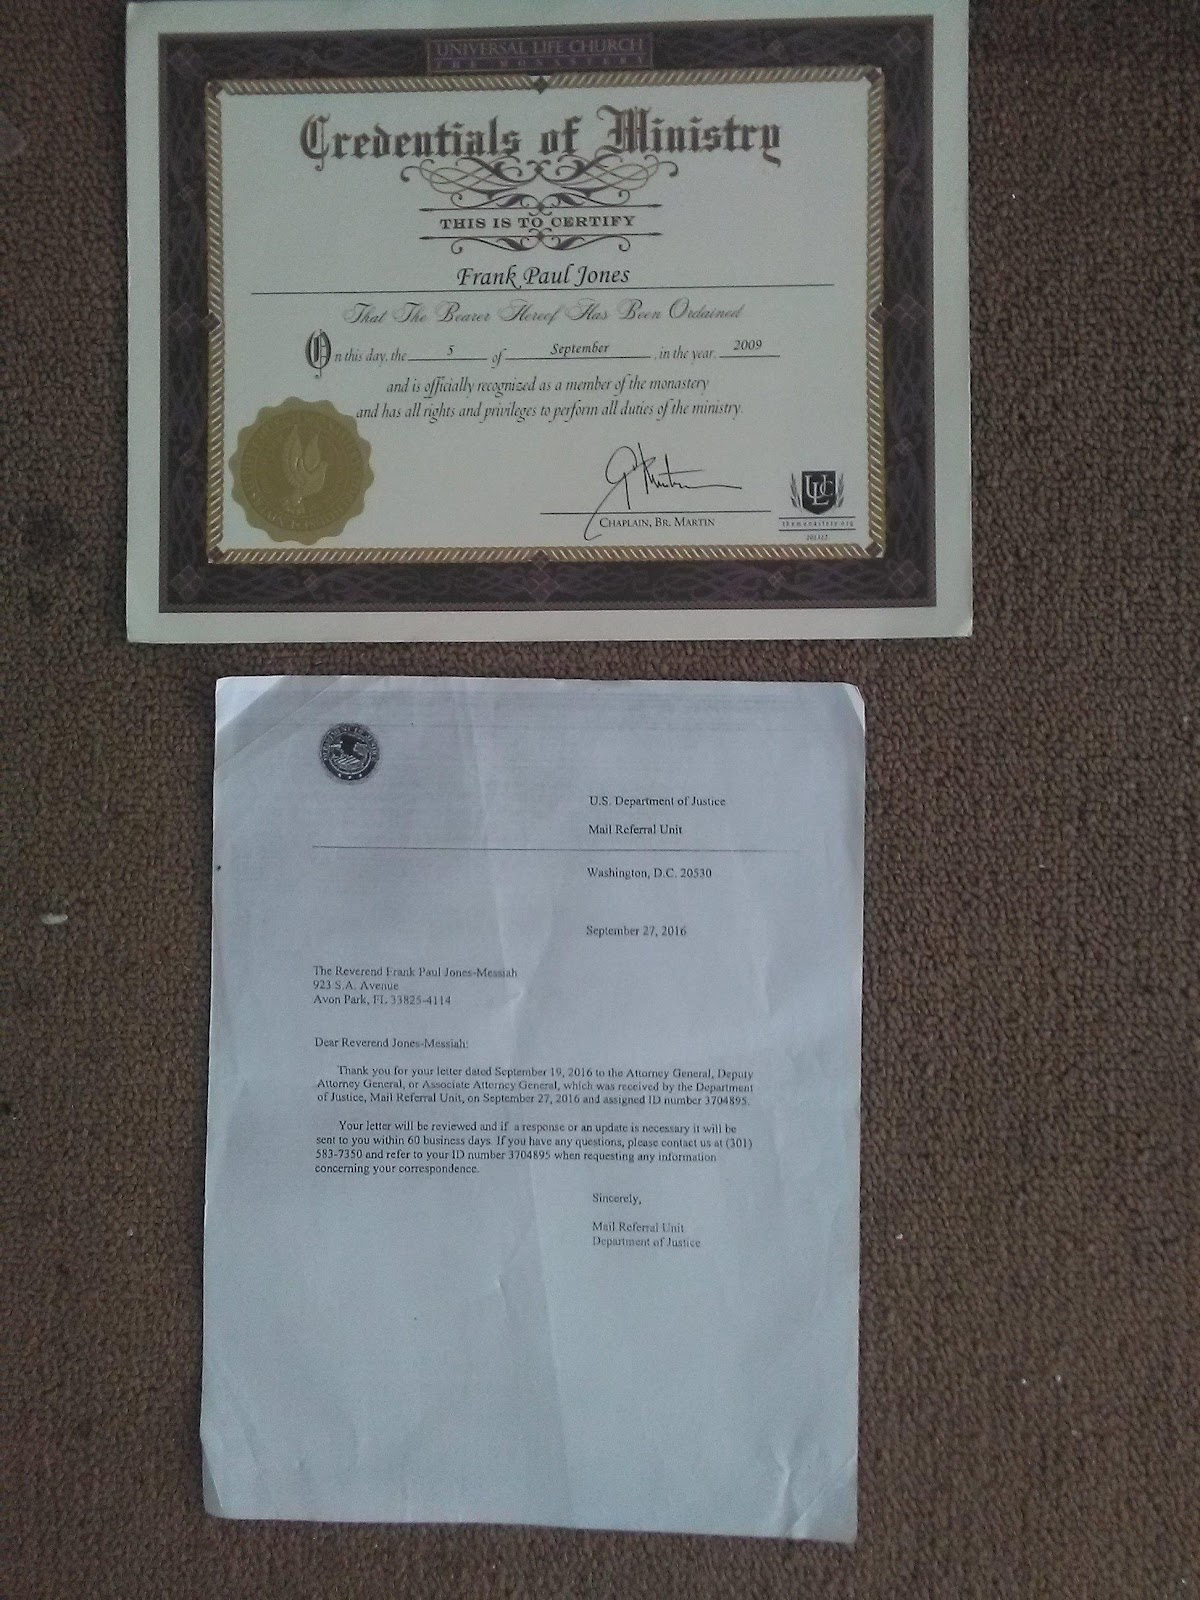 UNIVERSAL LIFE CHURCH
THE MONASTERY
Credentials of Ministry
THIS IS TO CERTIFY
Frank Paul Jones
That The Bearer Hereof Has Been Ordained
On this day, the 5 of September, in the year, 2009
and is officially recognized as a member of the monastery
and has all rights and privileges to perform all duties of the ministry.
CHAPLAIN, BR. MARTIN
ULC
themonastery.org
DEPARTMENT OF JUSTICE
U.S. Department of Justice
Mail Referral Unit
Washington, D.C. 20530
September 27, 2016
The Reverend Frank Paul Jones-Messiah
923 S.A. Avenue
Avon Park, FL 33825-4114
Dear Reverend Jones-Messiah:
Thank you for your letter dated September 19, 2016 to the Attorney General, Deputy
Attorney General, or Associate Attorney General, which was received by the Department
of Justice, Mail Referral Unit, on September 27, 2016 and assigned ID number 3704895.
Your letter will be reviewed and if a response or an update is necessary it will be
sent to you within 60 business days. If you have any questions, please contact us at (301)
583-7350 and refer to your ID number 3704895 when requesting any information
concerning your correspondence.
Sincerely,
Mail Referral Unit
Department of Justice